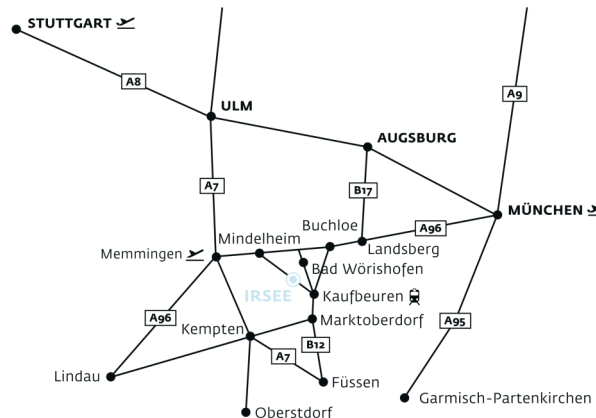 STUTTGART
A8
A9
ULM
AUGSBURG
A7
B17
MÜNCHEN
Buchloe
A96
Mindelheim
Landsberg
Memmingen
Bad Wörishofen
IRSEE
Kaufbeuren
A96
Marktoberdorf
A95
Kempten
B12
A7
Lindau
Füssen
Garmisch-Partenkirchen
Oberstdorf